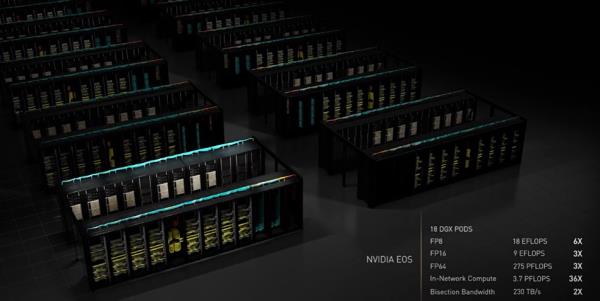 NVIDIA EOS
18 DGX PODS
FP8 18 EFLOPS 6X
FP16 9 EFLOPS 3X
FP64 275 PFLOPS 3X
In-Network Compute 3.7 PFLOPS 36X
Bisection Bandwidth 230 TB/s 2X